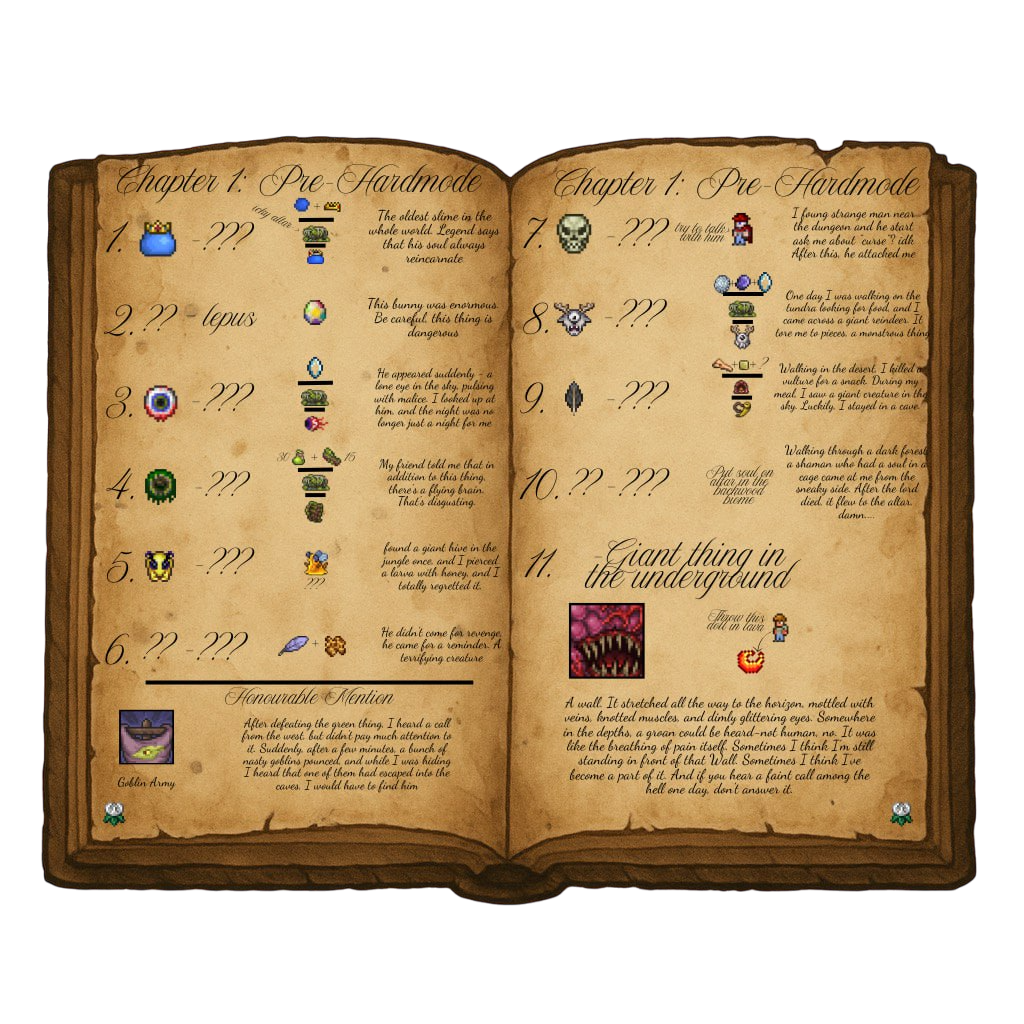 Chapter 1: Pre-Hardmode
1. -???
icky altar...
+
The oldest slime in the
whole world. Legend says
that his soul always
reincarnate
2. ?? - lepus
This bunny was enormous.
Be careful, this thing is
dangerous
3. -???
He appeared suddenly - a
lone eye in the sky, pulsing
with malice. I looked up at
him, and the night was no
longer just a night for me
4. -???
30 + 15
My friend told me that in
addition to this thing,
there's a flying brain.
That's disgusting.
5. -???
???
found a giant hive in the
jungle once, and I pierced
a larva with honey, and I
totally regretted it.
6. ?? -???
+
He didn't come for revenge,
he came for a reminder. A
terrifying creature
Honourable Mention
After defeating the green thing, I heard a call
from the west, but didn't pay much attention to
it. Suddenly, after a few minutes, a bunch of
nasty goblins pounced, and while I was hiding
I heard that one of them had escaped into the
caves, I would have to find him
Goblin Army
Chapter 1: Pre-Hardmode
7. -???
try to talk
with him
I foung strange man near
the dungeon and he start
ask me about "curse"? idk
After this, he attacked me
8. -???
+ +
One day I was walking on the
tundra looking for food, and I
came across a giant reindeer. It
tore me to pieces, a monstrous thing
9. -???
+ + ?
Walking in the desert, I killed a
vulture for a snack. During my
meal, I saw a giant creature in the
sky. Luckily, I stayed in a cave.
10. ?? -???
Put soul on
altar in the
backwood
biome
Walking through a dark forest
a shaman who had a soul in a
cage came at me from the
sneaky side. After the lord
died, it flew to the altar,
damn....
11. -Giant thing in
the underground
Throw this
doll in lava
A wall. It stretched all the way to the horizon, mottled with
veins, knotted muscles, and dimly glittering eyes. Somewhere
in the depths, a groan could be heard-not human, no. It was
like the breathing of pain itself. Sometimes I think I'm still
standing in front of that Wall. Sometimes I think I've
become a part of it. And if you hear a faint call among the
hell one day, don't answer it.